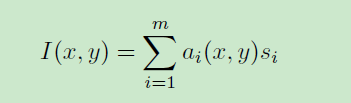 I(x, y) = \sum_{i=1}^{m} a_i(x, y) s_i